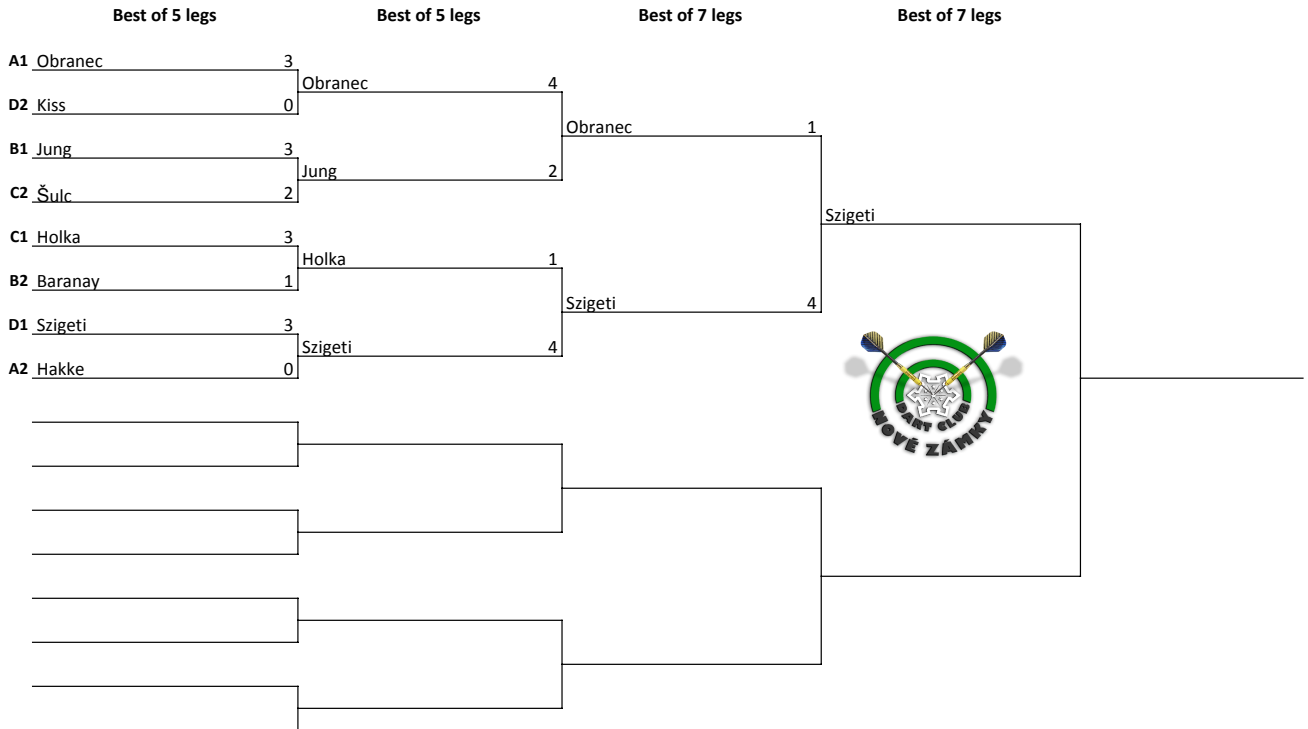 Best of 5 legs Best of 5 legs Best of 7 legs Best of 7 legs
A1 Obranec 3
Obranec 4
D2 Kiss 0
Obranec 1
B1 Jung 3
Jung 2
C2 Šulc 2
Szigeti
C1 Holka 3
Holka 1
B2 Baranay 1
Szigeti 4
D1 Szigeti 3
Szigeti 4
A2 Hakke 0
DART CLUB
NOVÉ ZÁMKY